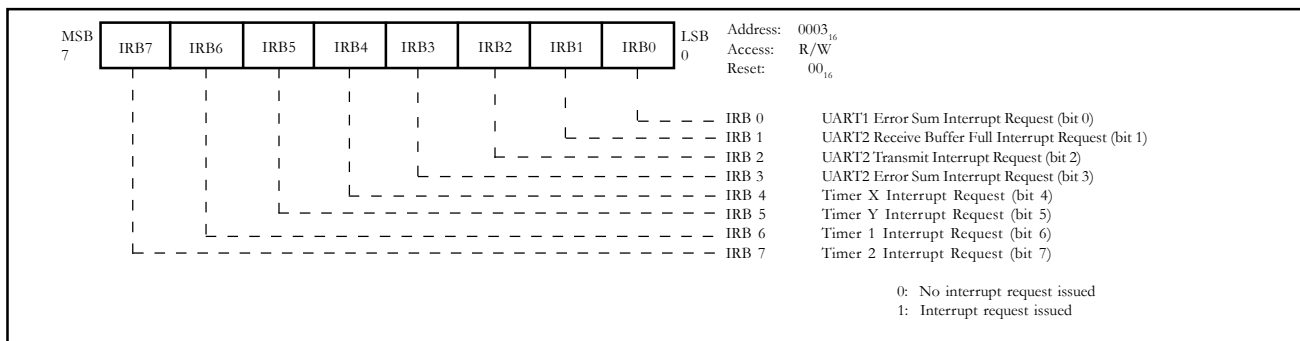 MSB 7 IRB7 IRB6 IRB5 IRB4 IRB3 IRB2 IRB1 IRB0 LSB 0
Address: 0003₁₆
Access: R/W
Reset: 00₁₆
IRB 0 UART1 Error Sum Interrupt Request (bit 0)
IRB 1 UART2 Receive Buffer Full Interrupt Request (bit 1)
IRB 2 UART2 Transmit Interrupt Request (bit 2)
IRB 3 UART2 Error Sum Interrupt Request (bit 3)
IRB 4 Timer X Interrupt Request (bit 4)
IRB 5 Timer Y Interrupt Request (bit 5)
IRB 6 Timer 1 Interrupt Request (bit 6)
IRB 7 Timer 2 Interrupt Request (bit 7)
0: No interrupt request issued
1: Interrupt request issued